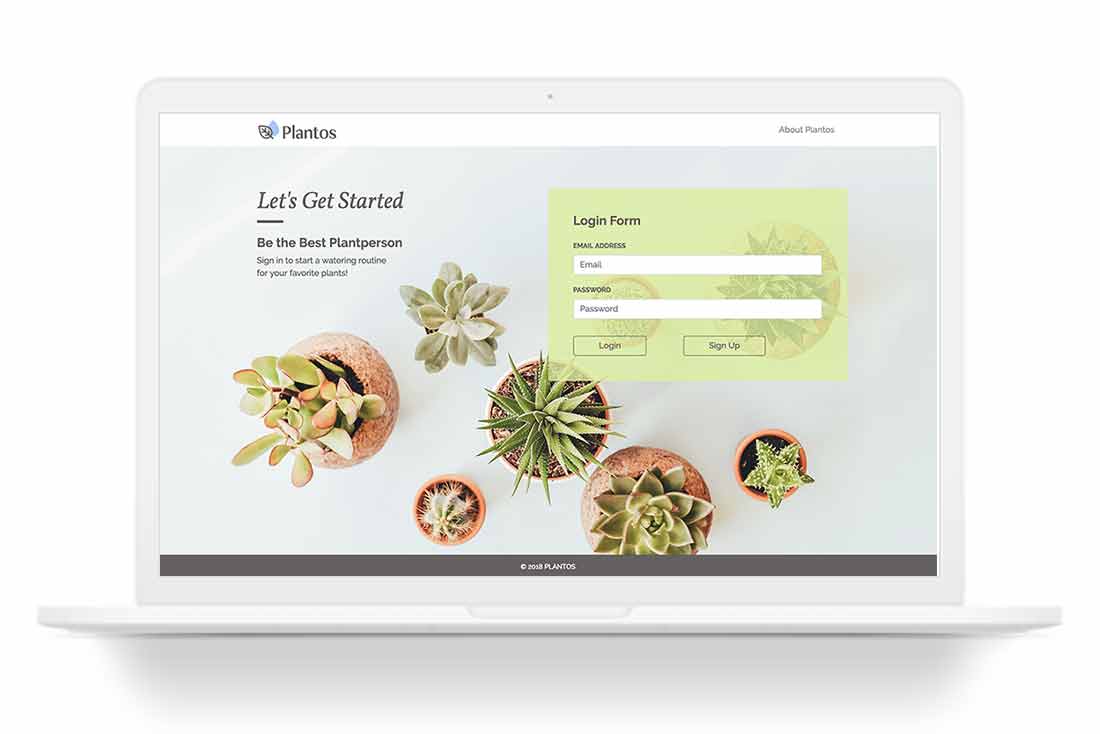 Plantos
About Plantos
Let's Get Started
Be the Best Plantperson
Sign in to start a watering routine
for your favorite plants!
Login Form
EMAIL ADDRESS
Email
PASSWORD
Password
Login
Sign Up
© 2018 PLANTOS